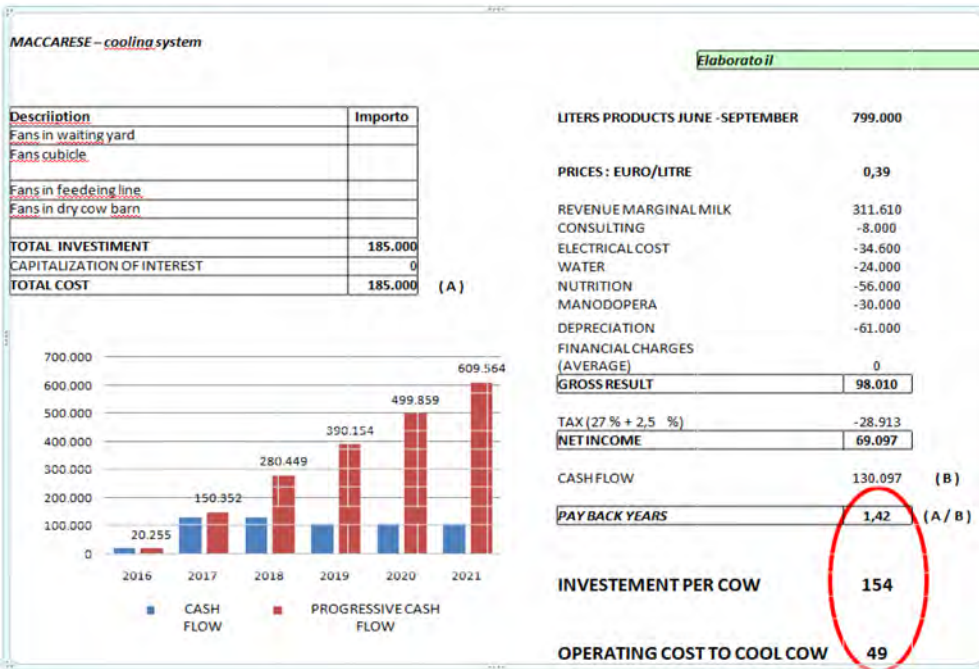 MACCARESE – cooling system
Elaborato il
Descriiption Importo
Fans in waiting yard
Fans cubicle
Fans in feedeing line
Fans in dry cow barn
TOTAL INVESTIMENT 185.000
CAPITALIZATION OF INTEREST 0
TOTAL COST 185.000 (A)
LITERS PRODUCTS JUNE -SEPTEMBER 799.000
PRICES : EURO/LITRE 0,39
REVENUE MARGINAL MILK 311.610
CONSULTING -8.000
ELECTRICAL COST -34.600
WATER -24.000
NUTRITION -56.000
MANODOPERA -30.000
DEPRECIATION -61.000
FINANCIAL CHARGES
(AVERAGE) 0
GROSS RESULT 98.010
TAX (27 % + 2,5 %) -28.913
NET INCOME 69.097
CASH FLOW 130.097 (B)
PAY BACK YEARS 1,42 (A/B)
INVESTEMENT PER COW 154
OPERATING COST TO COOL COW 49
700.000
600.000
500.000
400.000
300.000
200.000
100.000
0
20.255
150.352
280.449
390.154
499.859
609.564
2016 2017 2018 2019 2020 2021
CASH FLOW
PROGRESSIVE CASH FLOW